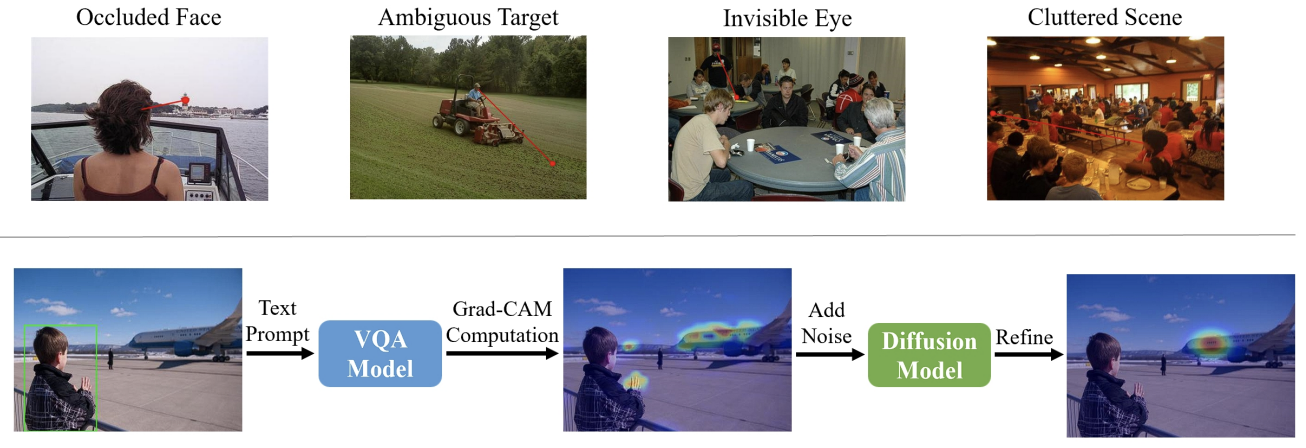 Occluded Face
Ambiguous Target
Invisible Eye
Cluttered Scene
Text
Prompt
VQA
Model
Grad-CAM
Computation
Add
Noise
Diffusion
Model
Refine